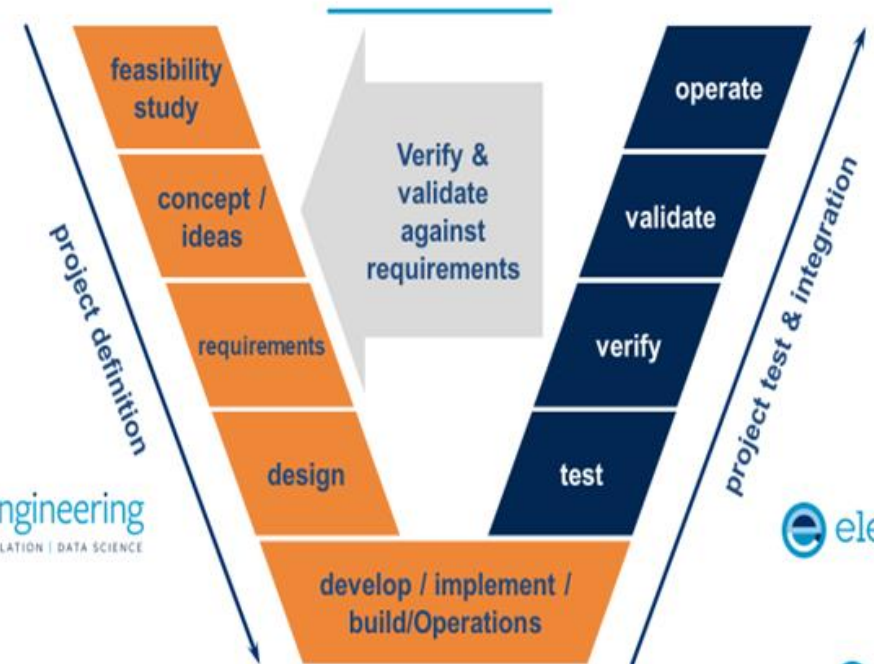 feasibility
study
concept /
ideas
requirements
design
develop / implement /
build/Operations
test
verify
validate
operate
Verify &
validate
against
requirements
project definition
project test & integration
ngineering
LATION | DATA SCIENCE
ele